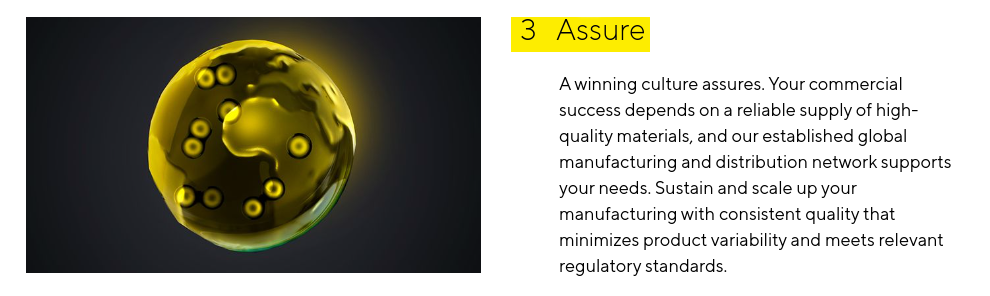 3 Assure
A winning culture assures. Your commercial
success depends on a reliable supply of high-
quality materials, and our established global
manufacturing and distribution network supports
your needs. Sustain and scale up your
manufacturing with consistent quality that
minimizes product variability and meets relevant
regulatory standards.